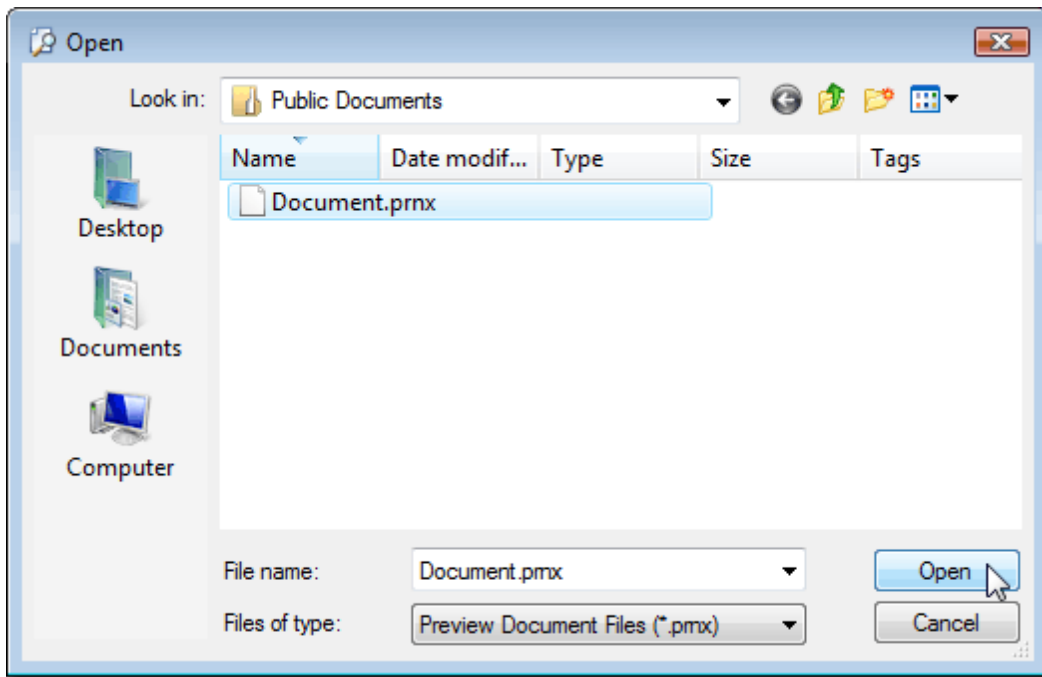 Open
Look in: Public Documents
Name Date modif... Type Size Tags
Document.prnx
Desktop
Documents
Computer
File name: Document.prnx
Open
Files of type: Preview Document Files (*.prnx)
Cancel